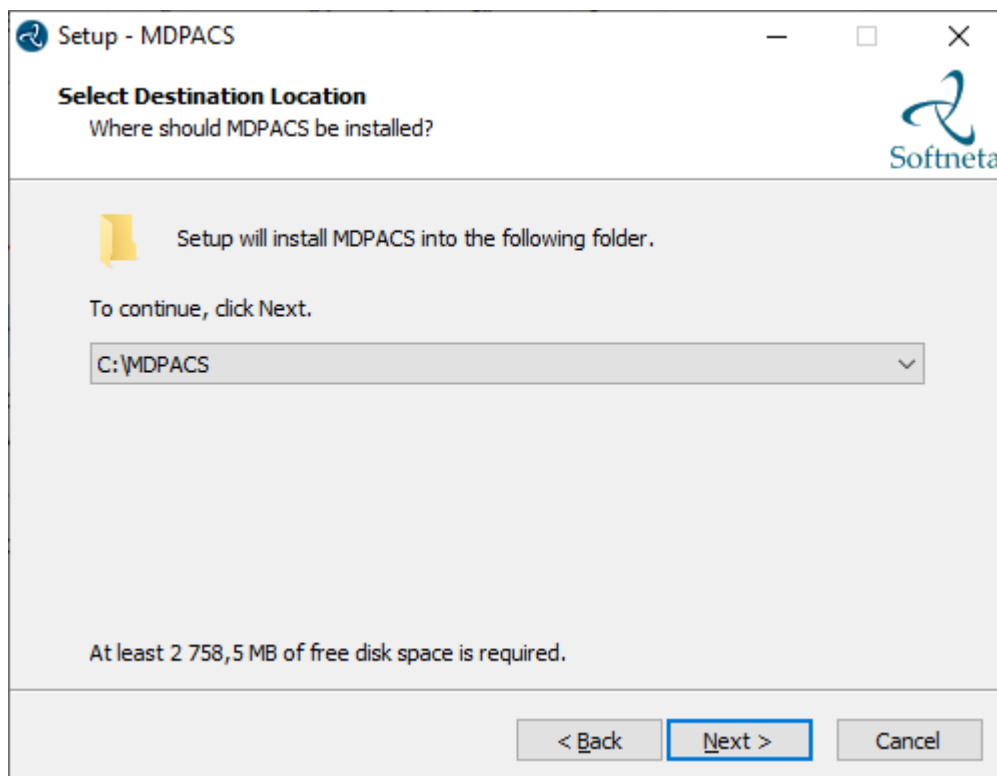 Setup - MDPACS
Select Destination Location
Where should MDPACS be installed?
Softneta
Setup will install MDPACS into the following folder.
To continue, click Next.
C:\MDPACS
At least 2 758,5 MB of free disk space is required.
< Back
Next >
Cancel